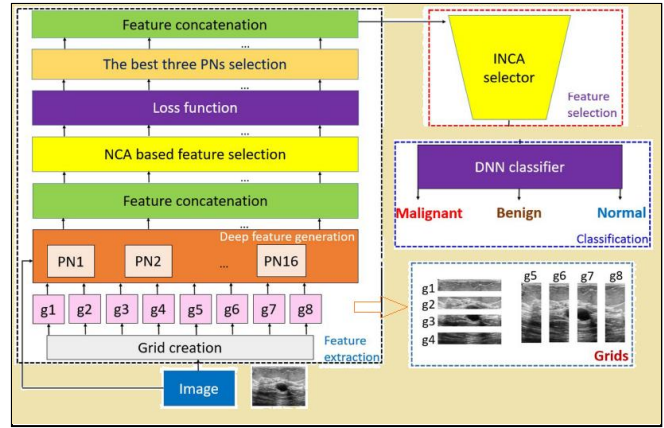 Feature concatenation
...
The best three PNs selection
...
Loss function
...
NCA based feature selection
...
Feature concatenation
...
Deep feature generation
PN1 PN2 ... PN16
g1 g2 g3 g4 g5 g6 g7 g8
Grid creation
Feature
extraction
Image
INCA
selector
Feature
selection
DNN classifier
Malignant Benign Normal
Classification
g1
g2
g3
g4
g5 g6 g7 g8
Grids